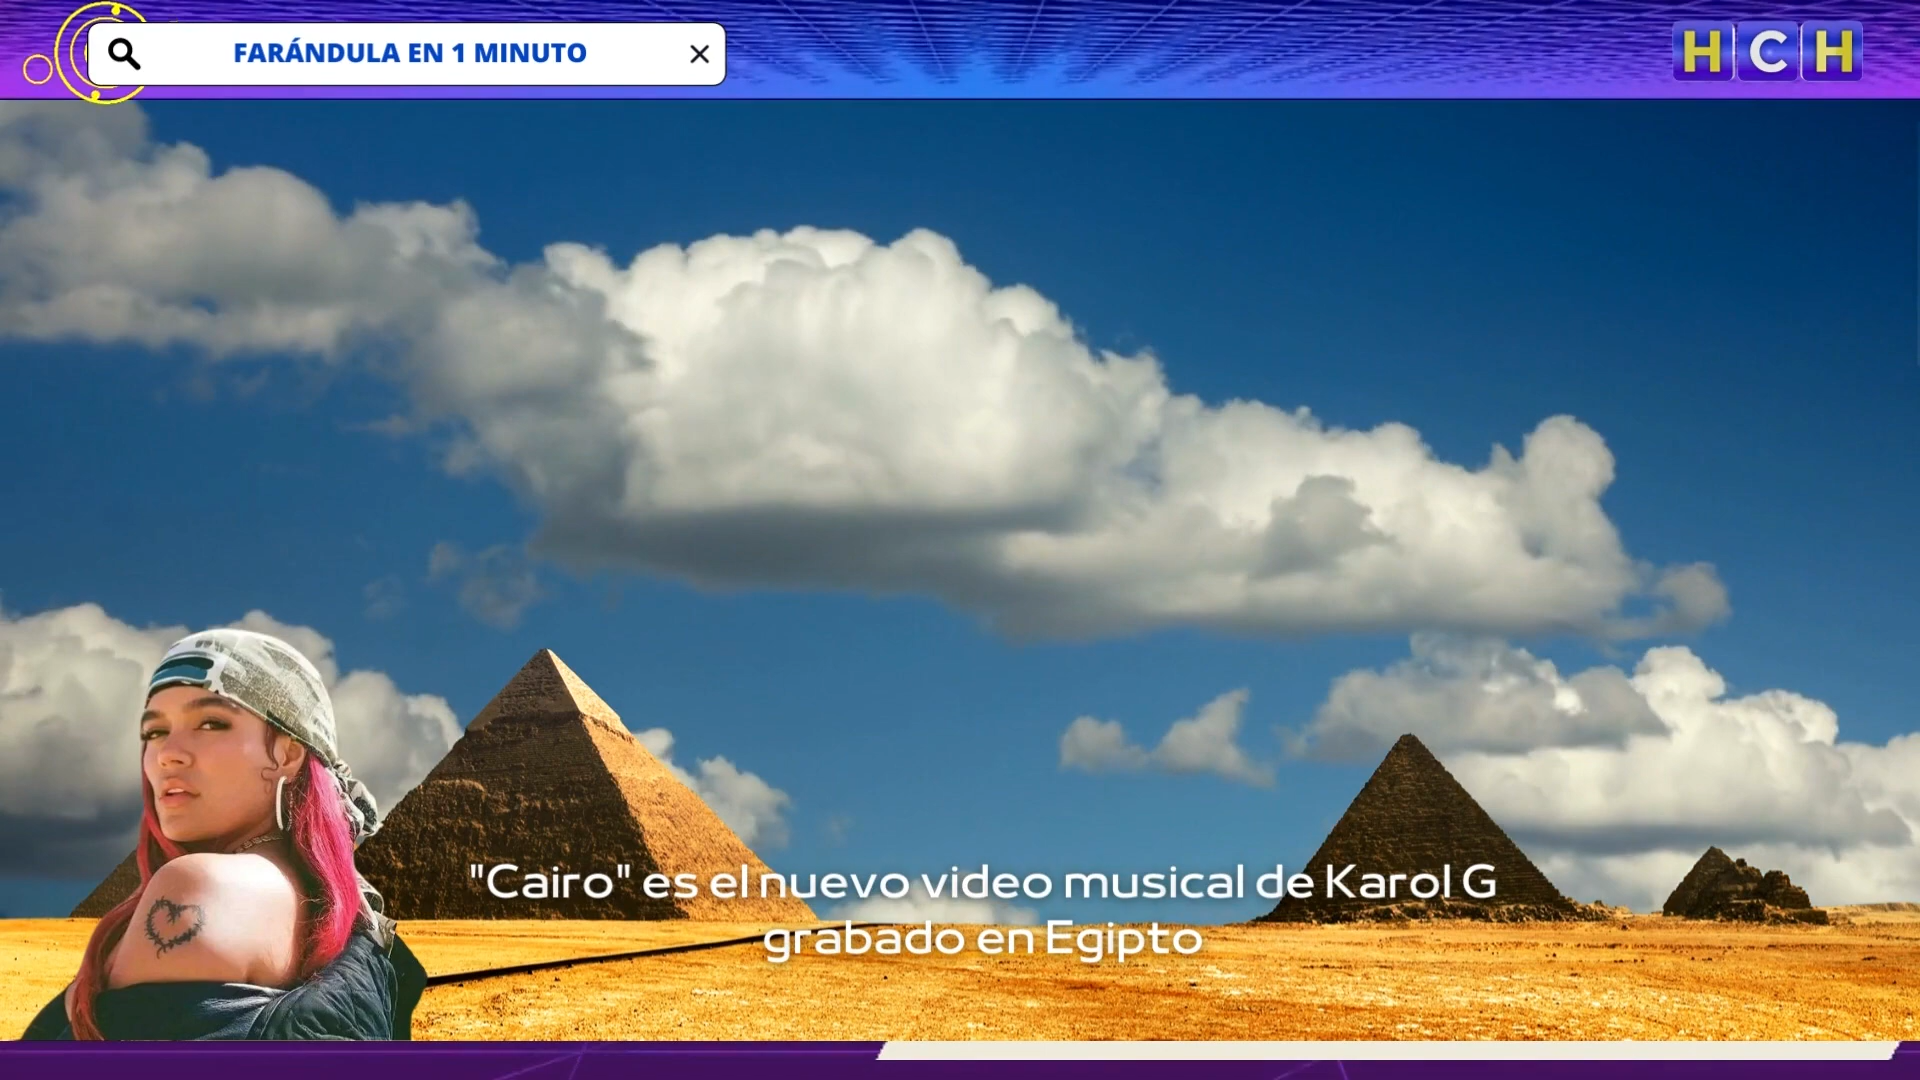 FARÁNDULA EN 1 MINUTO
HCH
"Cairo" es el nuevo video musical de Karol G
grabado en Egipto